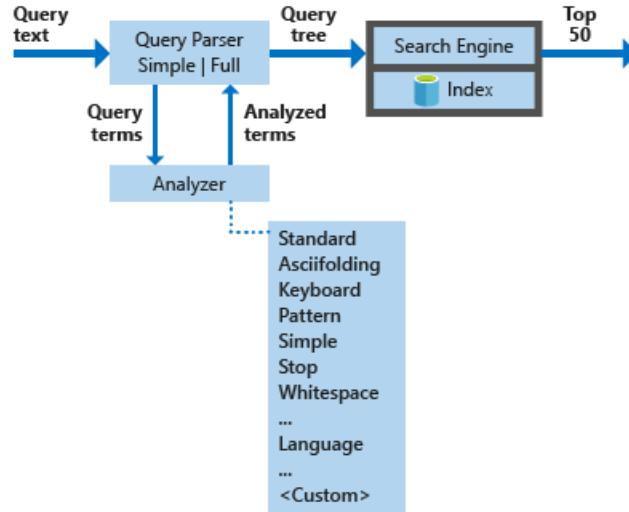 Query
text
Query Parser
Simple | Full
Query
tree
Search Engine
Index
Top
50
Query
terms
Analyzed
terms
Analyzer
Standard
Asciifolding
Keyboard
Pattern
Simple
Stop
Whitespace
...
Language
...
<Custom>